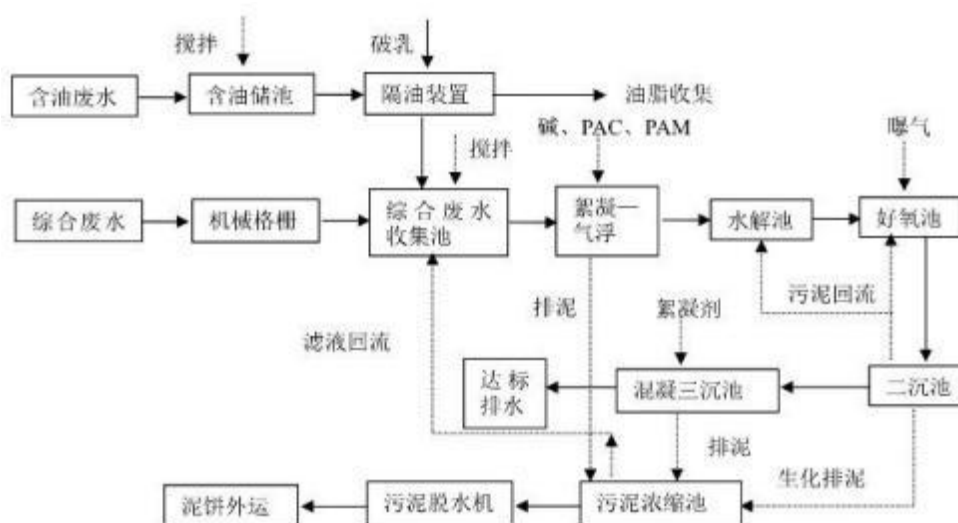 搅拌
破乳
含油废水
含油储池
隔油装置
油脂收集
碱、PAC、PAM
曝气
搅拌
综合废水
机械格栅
综合废水
收集池
絮凝一
气浮
水解池
好氧池
污泥回流
排泥
絮凝剂
滤液回流
达标
排水
混凝三沉池
二沉池
排泥
生化排泥
泥饼外运
污泥脱水机
污泥浓缩池